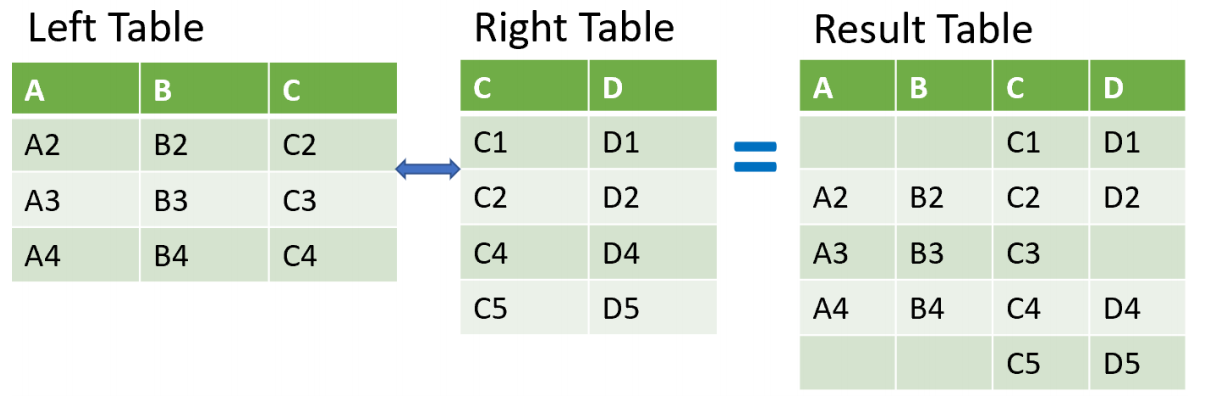 Left Table
A B C
A2 B2 C2
A3 B3 C3
A4 B4 C4
Right Table
C D
C1 D1
C2 D2
C4 D4
C5 D5
=
Result Table
A B C D
C1 D1
A2 B2 C2 D2
A3 B3 C3
A4 B4 C4 D4
C5 D5